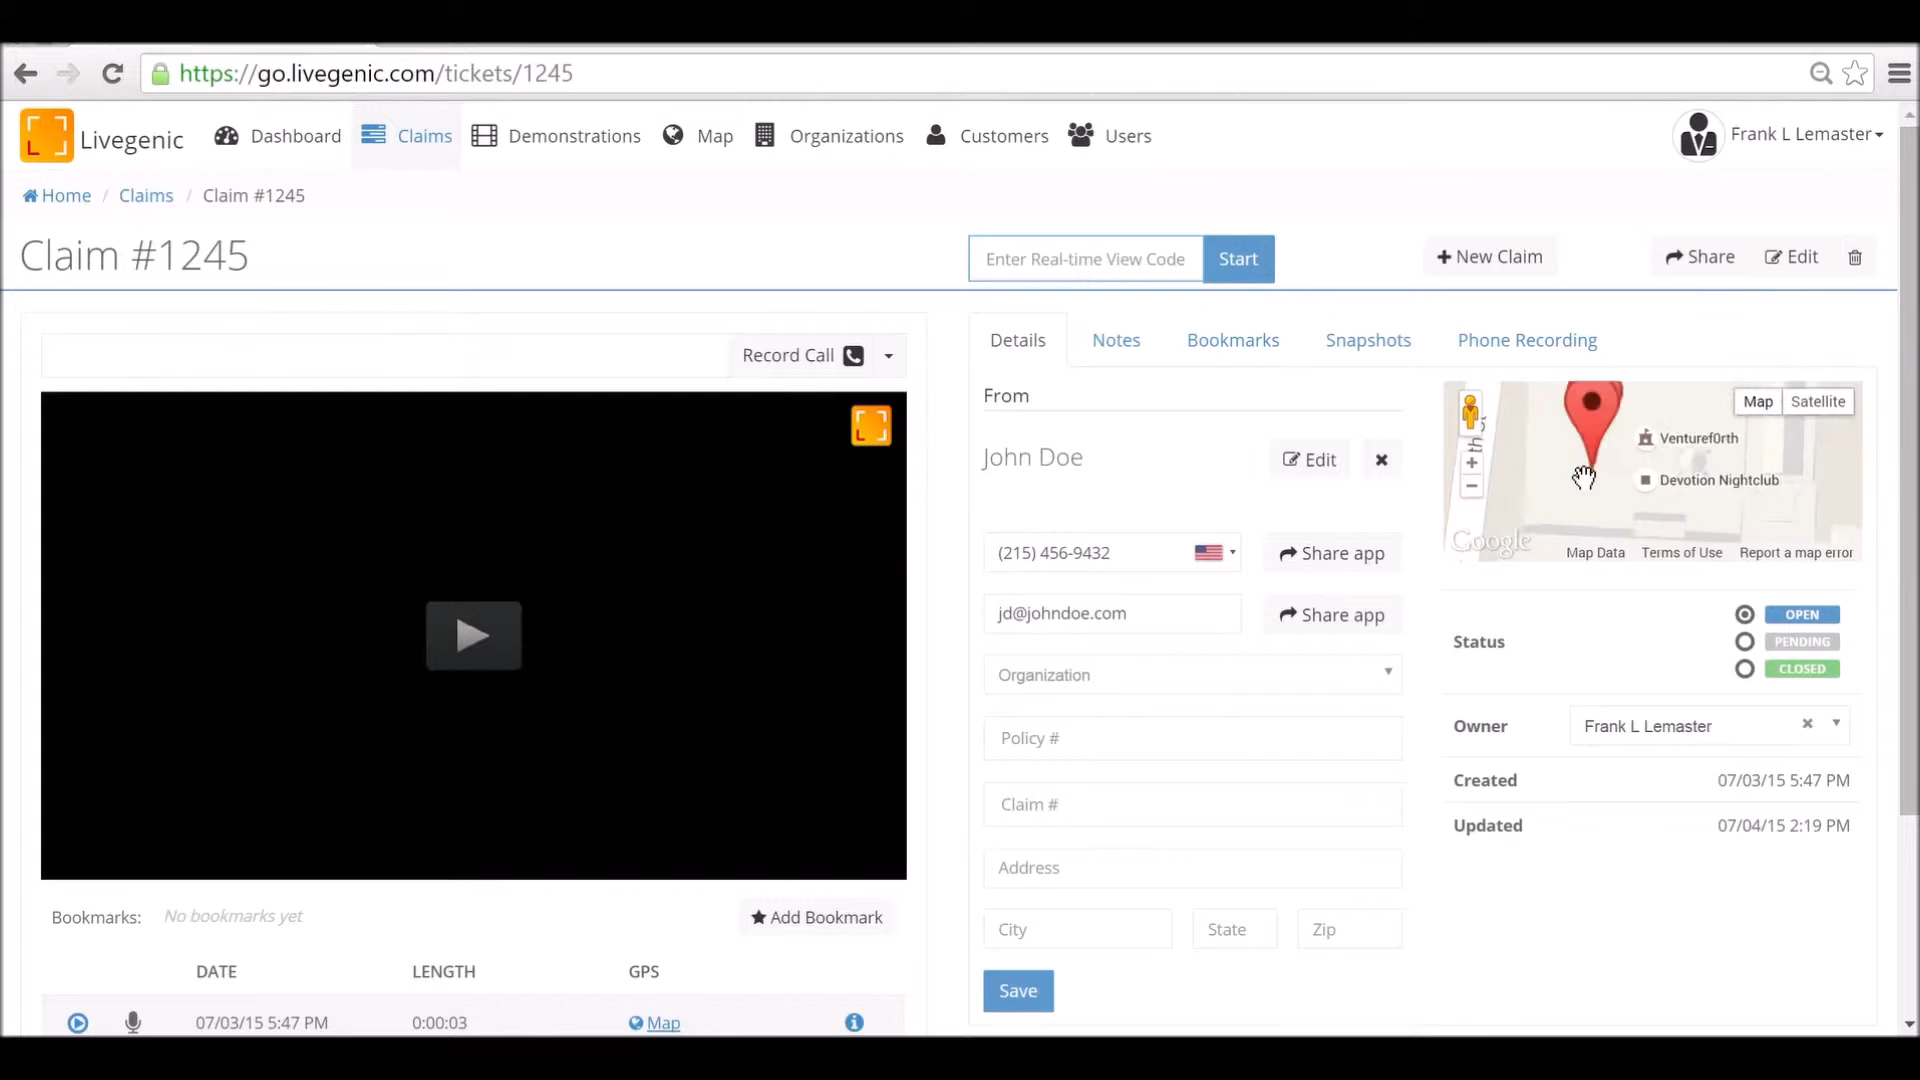 https://go.livegenic.com/tickets/1245
Livegenic Dashboard Claims Demonstrations Map Organizations Customers Users Frank L Lemaster
Home / Claims / Claim #1245
Claim #1245 Enter Real-time View Code Start New Claim Share Edit
Record Call
Details Notes Bookmarks Snapshots Phone Recording
From
John Doe Edit
(215) 456-9432 Share app
jd@johndoe.com Share app
Organization
Policy #
Claim #
Address
City State Zip
Save
Map Satellite
Venturef0rth
Devotion Nightclub
Google Map Data Terms of Use Report a map error
Status OPEN
PENDING
CLOSED
Owner Frank L Lemaster
Created 07/03/15 5:47 PM
Updated 07/04/15 2:19 PM
Bookmarks: No bookmarks yet Add Bookmark
DATE LENGTH GPS
07/03/15 5:47 PM 0:00:03 Map